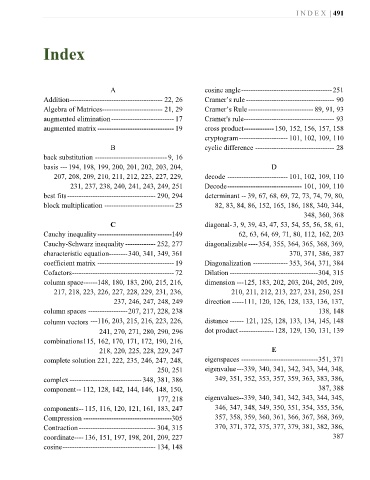 INDEX | 491
Index
A
Addition--------------------------------------------- 22, 26
Algebra of Matrices----------------------------- 21, 29
augmented elimination------------------------------ 17
augmented matrix ------------------------------------ 19
B
back substitution ----------------------------------- 9, 16
basis --- 194, 198, 199, 200, 201, 202, 203, 204,
207, 208, 209, 210, 211, 212, 223, 227, 229,
231, 237, 238, 240, 241, 243, 249, 251
best fits------------------------------------------ 290, 294
block multiplication --------------------------------- 25
C
Cauchy inequality-----------------------------------149
Cauchy-Schwarz inequality -------------- 252, 277
characteristic equation--------340, 341, 349, 361
coefficient matrix ------------------------------------ 19
Cofactors------------------------------------------------ 72
column space------148, 180, 183, 200, 215, 216,
217, 218, 223, 226, 227, 228, 229, 231, 236,
237, 246, 247, 248, 249
column spaces ------------------207, 217, 228, 238
column vectors ---116, 203, 215, 216, 223, 226,
241, 270, 271, 280, 290, 296
combinations115, 162, 170, 171, 172, 190, 216,
218, 220, 225, 228, 229, 247
complete solution 221, 222, 235, 246, 247, 248,
250, 251
complex ---------------------------------- 348, 381, 386
component-- 112, 128, 142, 144, 146, 148, 150,
177, 218
components-- 115, 116, 120, 121, 161, 183, 247
Compression ------------------------------------------305
Contraction ------------------------------------ 304, 315
coordinate---- 136, 151, 197, 198, 201, 209, 227
cosine-------------------------------------------- 134, 148
cosine angle-------------------------------------------251
Cramer's rule ------------------------------------------ 90
Cramer's Rule ------------------------------ 89, 91, 93
Cramer's rule------------------------------------------- 93
cross product--------------150, 152, 156, 157, 158
cryptogram ----------------------- 101, 102, 109, 110
cyclic difference -------------------------------------- 28
D
decode ---------------------------- 101, 102, 109, 110
Decode----------------------------------- 101, 109, 110
determinant -- 39, 67, 68, 69, 72, 73, 74, 79, 80,
82, 83, 84, 86, 152, 165, 186, 188, 340, 344,
348, 360, 368
diagonal- 3, 9, 39, 43, 47, 53, 54, 55, 56, 58, 61,
62, 63, 64, 69, 71, 80, 112, 162, 203
diagonalizable ----354, 355, 364, 365, 368, 369,
370, 371, 386, 387
Diagonalization ---------------- 353, 364, 371, 384
Dilation ----------------------------------------304, 315
dimension ---125, 183, 202, 203, 204, 205, 209,
210, 211, 212, 213, 227, 231, 250, 251
direction -----111, 120, 126, 128, 133, 136, 137,
138, 148
distance ------ 121, 125, 128, 133, 134, 145, 148
dot product --------------- 128, 129, 130, 131, 139
E
eigenspaces -----------------------------------351, 371
eigenvalue---339, 340, 341, 342, 343, 344, 348,
349, 351, 352, 353, 357, 359, 363, 383, 386,
387, 388
eigenvalues--339, 340, 341, 342, 343, 344, 345,
346, 347, 348, 349, 350, 351, 354, 355, 356,
357, 358, 359, 360, 361, 366, 367, 368, 369,
370, 371, 372, 375, 377, 379, 381, 382, 386,
387